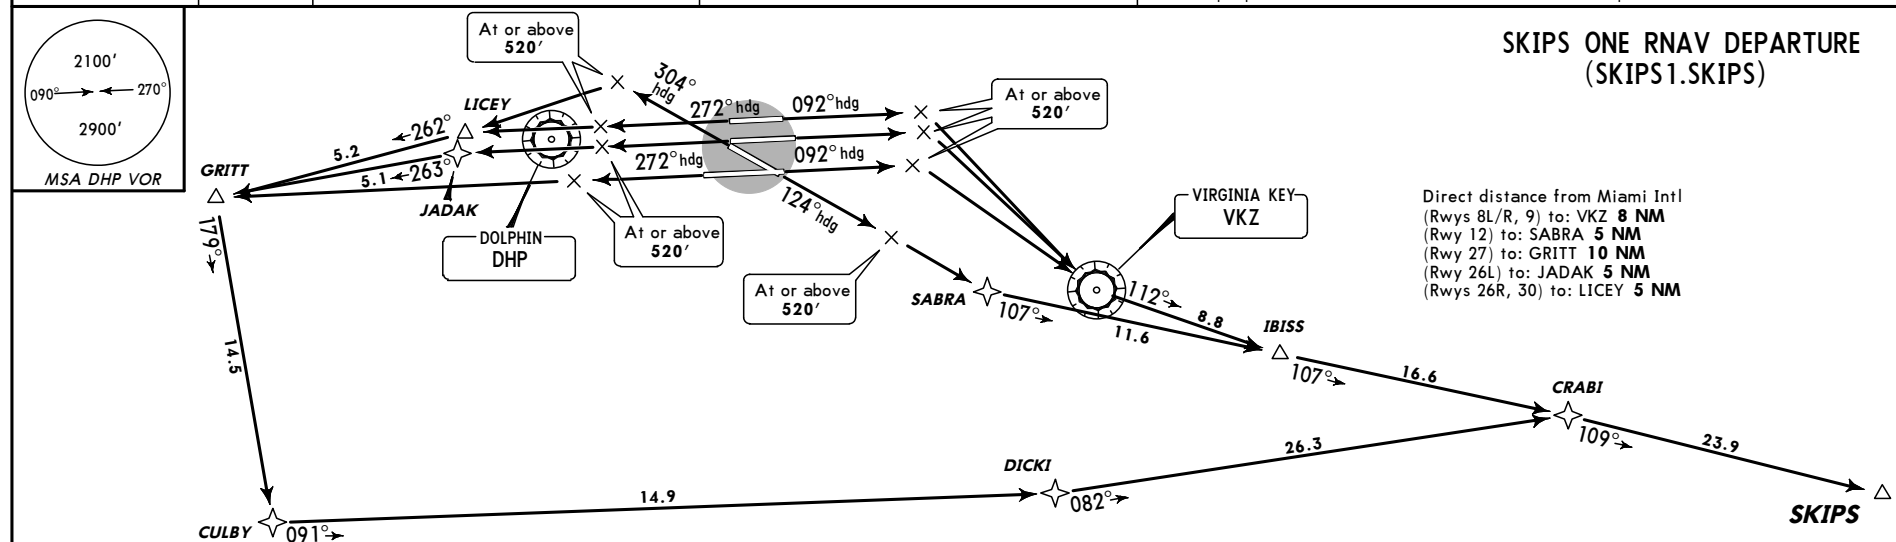 SKIPS ONE RNAV DEPARTURE
(SKIPS1.SKIPS)
2100'
090°
270°
2900'
MSA DHP VOR
At or above
520'
304°
hdg
272°hdg
092°hdg
At or above
520'
LICEY
262°
5.2
GRITT
5.1
263°
JADAK
272°hdg
092°hdg
124°hdg
DOLPHIN
DHP
At or above
520'
VIRGINIA KEY
VKZ
Direct distance from Miami Intl
(Rwys 8L/R, 9) to: VKZ 8 NM
(Rwy 12) to: SABRA 5 NM
(Rwy 27) to: GRITT 10 NM
(Rwy 26L) to: JADAK 5 NM
(Rwys 26R, 30) to: LICEY 5 NM
179°
At or above
520'
SABRA
107°
112°
8.8
11.6
IBISS
14.5
107°
16.6
CRABI
109°
23.9
26.3
DICKI
082°
14.9
SKIPS
CULBY
091°